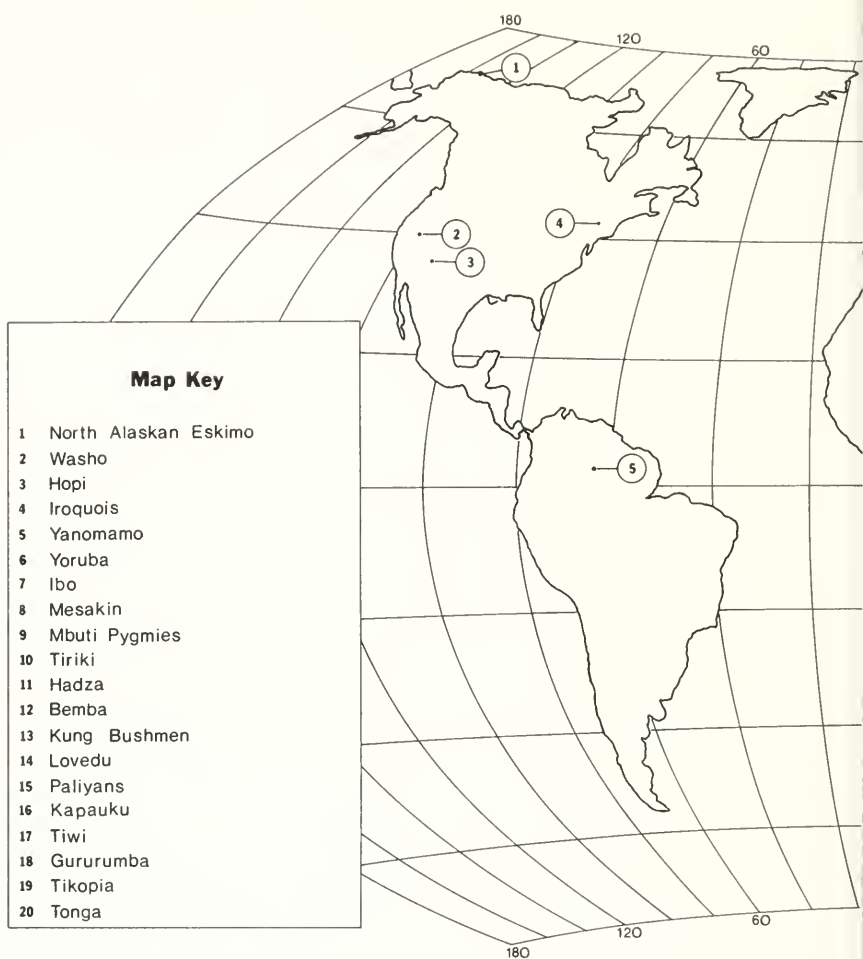 180
120
60
1
2
3
4
5
Map Key
1 North Alaskan Eskimo
2 Washo
3 Hopi
4 Iroquois
5 Yanomamo
6 Yoruba
7 Ibo
8 Mesakin
9 Mbuti Pygmies
10 Tiriki
11 Hadza
12 Bemba
13 Kung Bushmen
14 Lovedu
15 Paliyans
16 Kapauku
17 Tiwi
18 Gururumba
19 Tikopia
20 Tonga
60
120
180